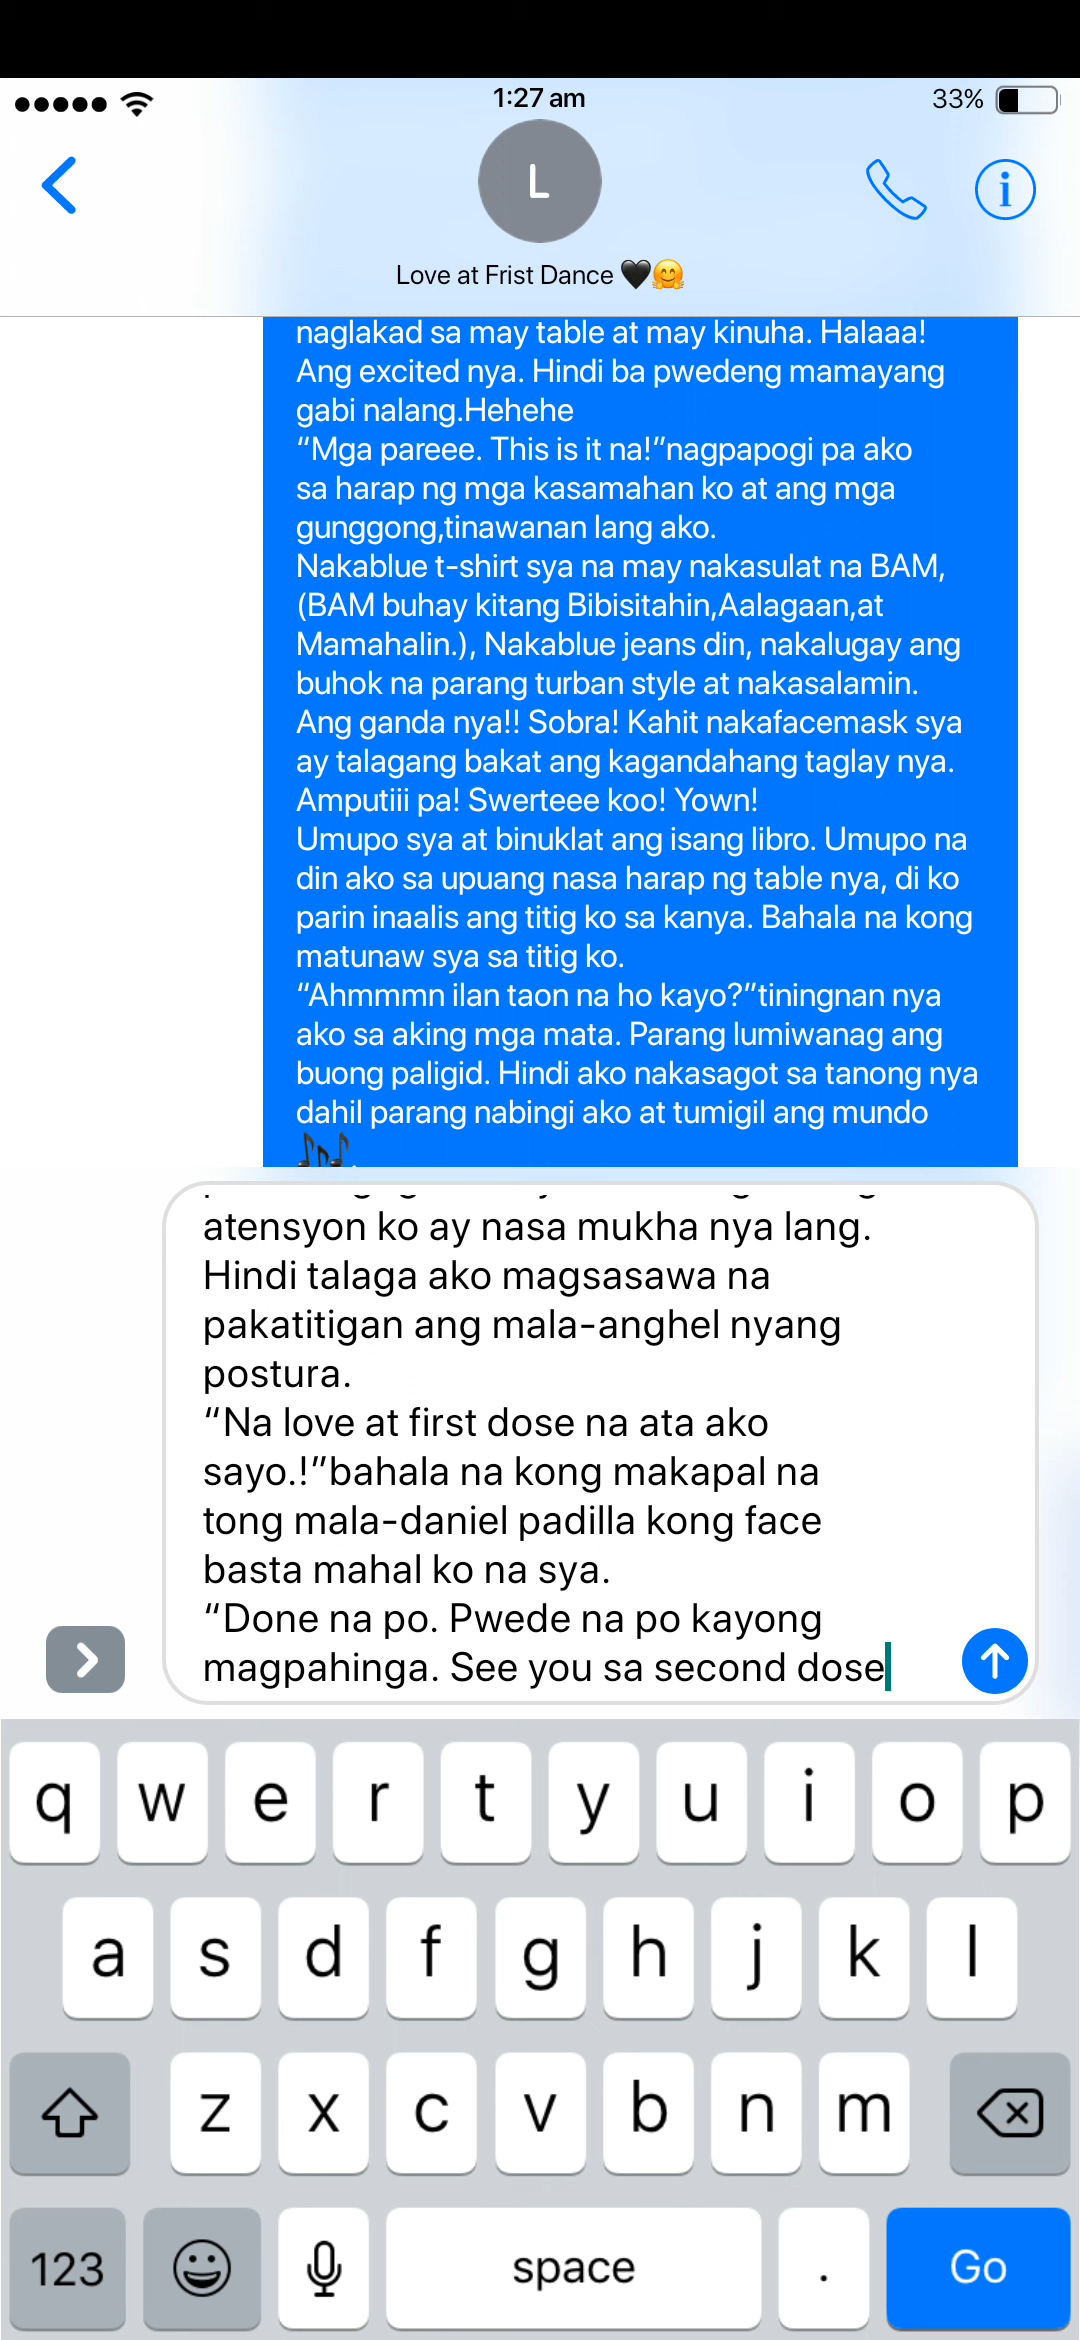 1:27 am
33%
L
Love at Frist Dance 🖤🤗
naglakad sa may table at may kinuha. Halaaa!
Ang excited nya. Hindi ba pwedeng mamayang
gabi nalang.Hehehe
“Mga pareee. This is it na!”nagpapogi pa ako
sa harap ng mga kasamahan ko at ang mga
gunggong,tinawanan lang ako.
Nakablue t-shirt sya na may nakasulat na BAM,
(BAM buhay kitang Bibisitahin,Aalagaan,at
Mamahalin.), Nakablue jeans din, nakalugay ang
buhok na parang turban style at nakasalamin.
Ang ganda nya!! Sobra! Kahit nakafacemask sya
ay talagang bakat ang kagandahang taglay nya.
Amputiii pa! Swerteee koo! Yown!
Umupo sya at binuklat ang isang libro. Umupo na
din ako sa upuang nasa harap ng table nya, di ko
parin inaalis ang titig ko sa kanya. Bahala na kong
matunaw sya sa titig ko.
“Ahmmmn ilan taon na ho kayo?”tiningnan nya
ako sa aking mga mata. Parang lumiwanag ang
buong paligid. Hindi ako nakasagot sa tanong nya
dahil parang nabingi ako at tumigil ang mundo
🎶.
atensyon ko ay nasa mukha nya lang.
Hindi talaga ako magsasawa na
pakatitigan ang mala-anghel nyang
postura.
“Na love at first dose na ata ako
sayo.!”bahala na kong makapal na
tong mala-daniel padilla kong face
basta mahal ko na sya.
“Done na po. Pwede na po kayong
magpahinga. See you sa second dose
q w e r t y u i o p
a s d f g h j k l
z x c v b n m
123 space . Go